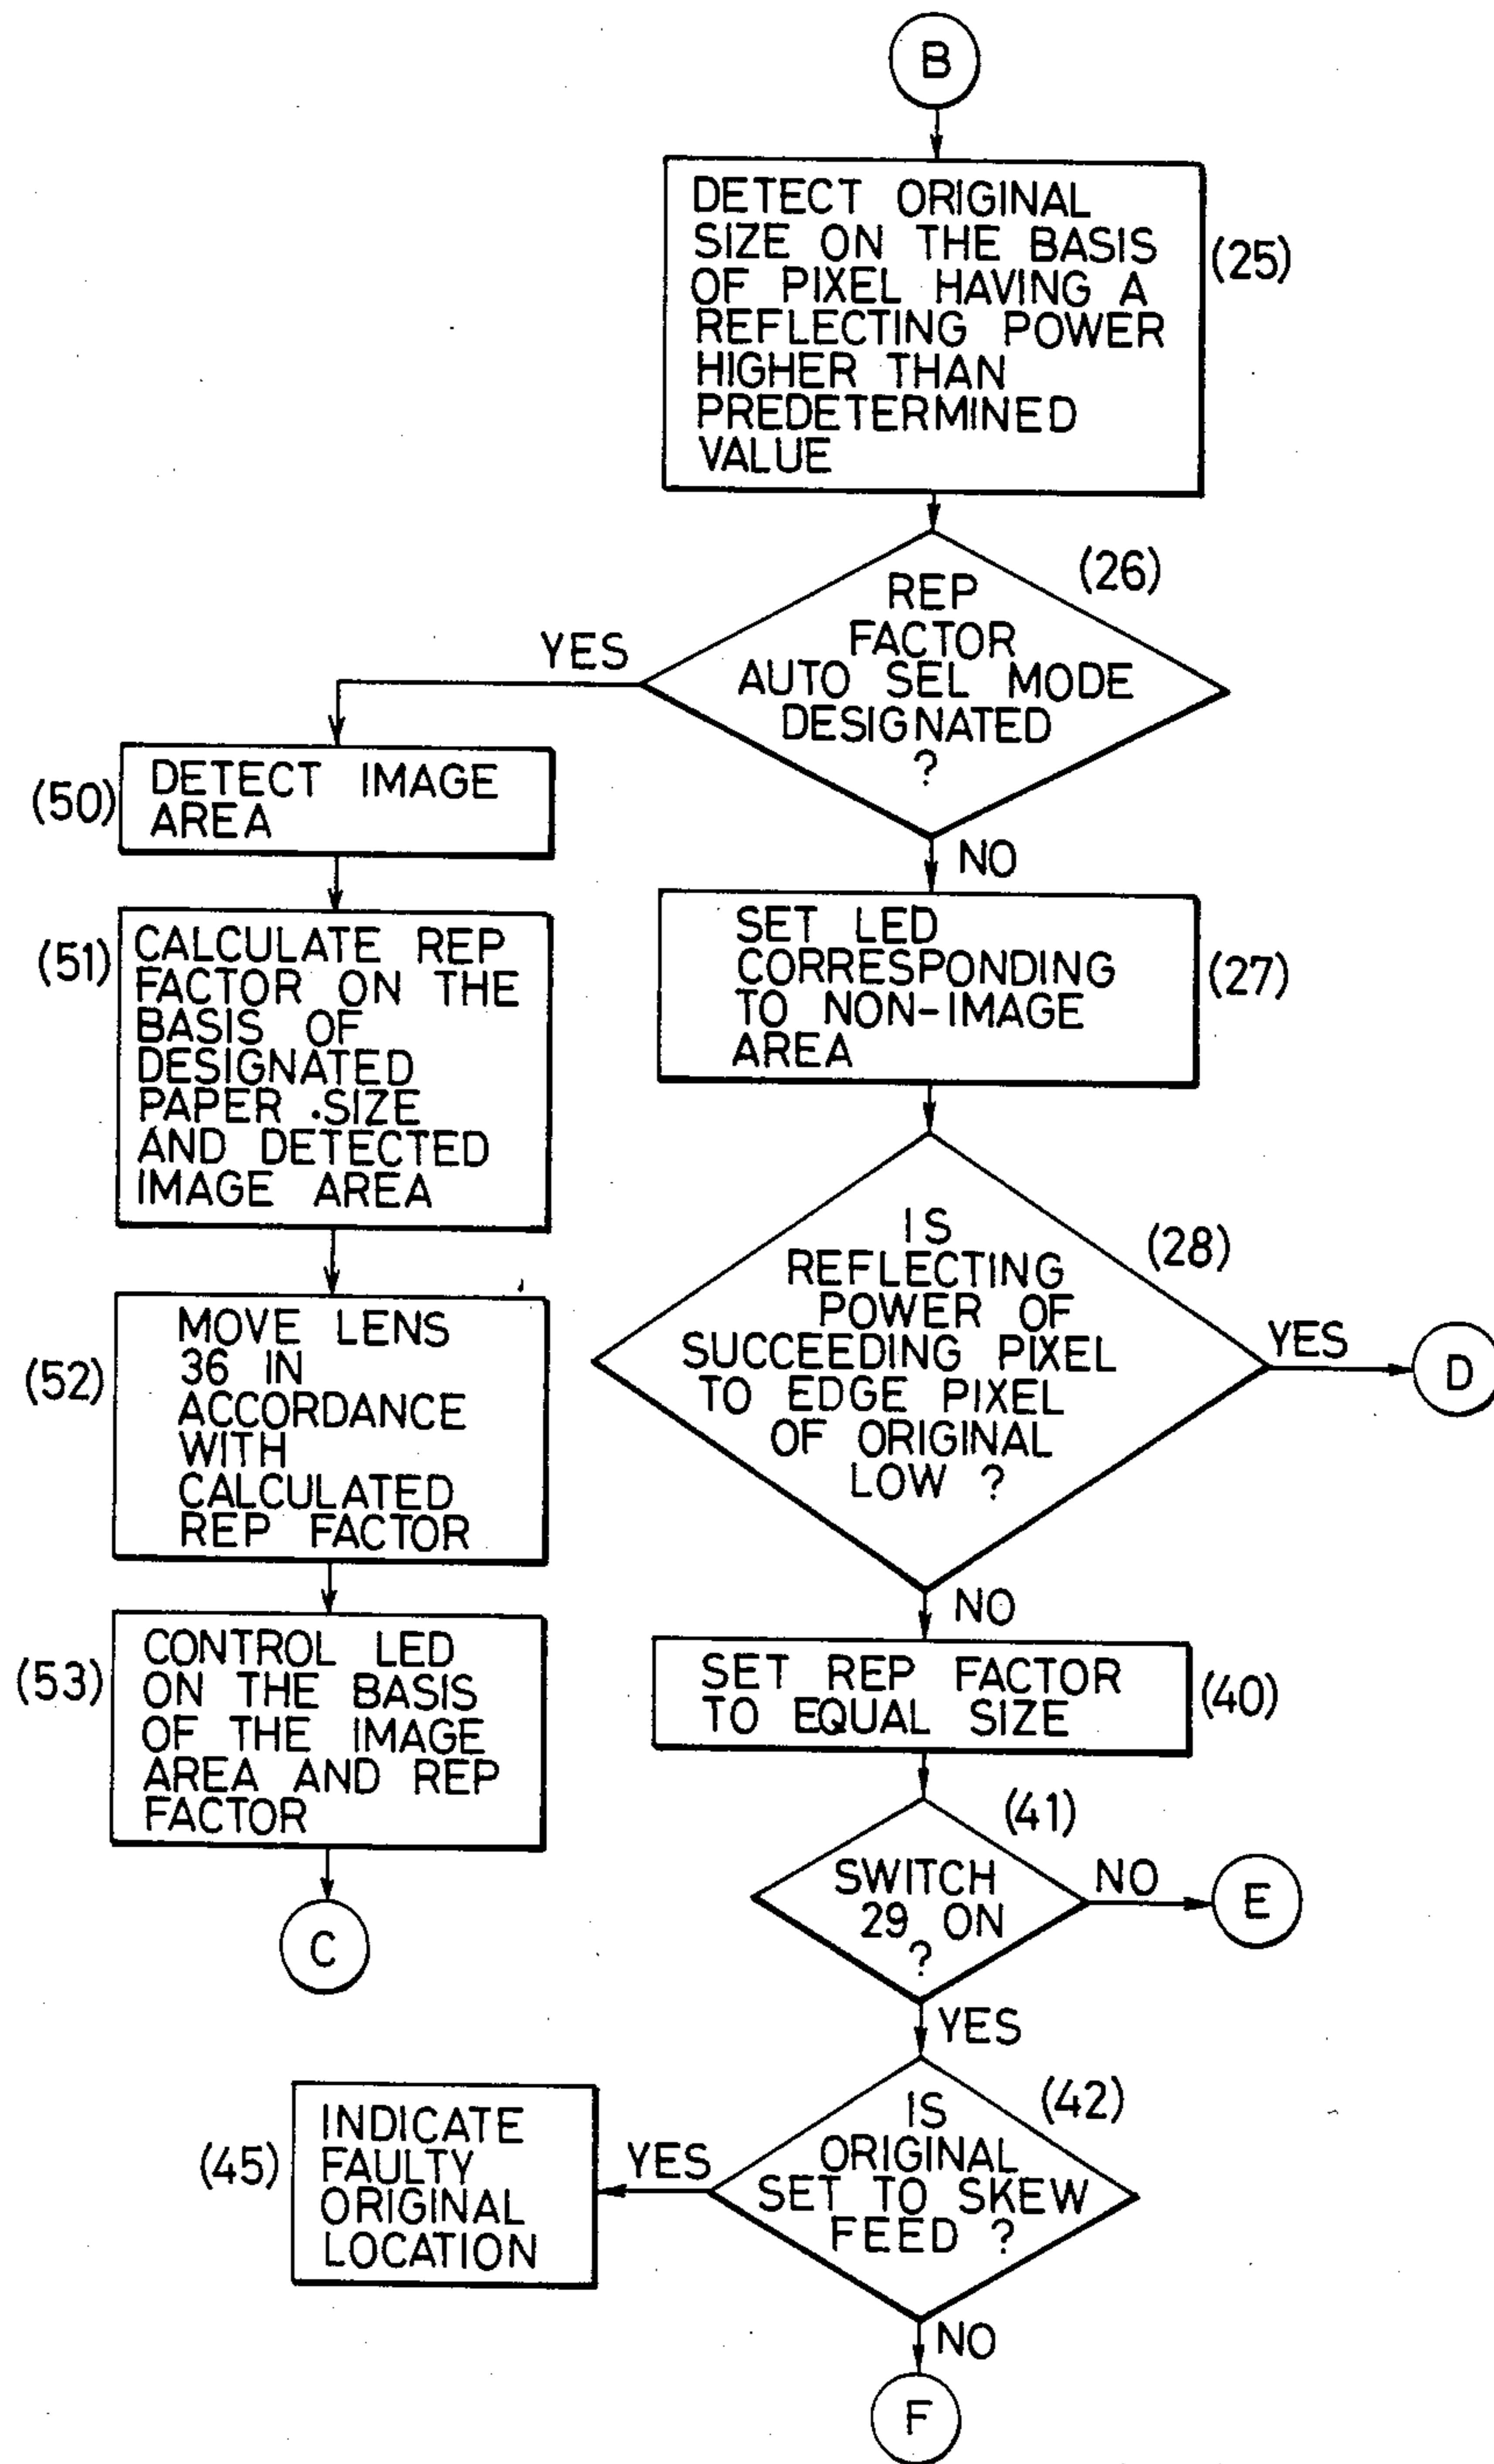 B
DETECT ORIGINAL
SIZE ON THE BASIS
OF PIXEL HAVING A
REFLECTING POWER
HIGHER THAN
PREDETERMINED
VALUE
(25)
REP
FACTOR
AUTO SEL MODE
DESIGNATED
?
(26)
YES
NO
(50)
DETECT IMAGE
AREA
(51)
CALCULATE REP
FACTOR ON THE
BASIS OF
DESIGNATED
PAPER SIZE
AND DETECTED
IMAGE AREA
(52)
MOVE LENS
36 IN
ACCORDANCE
WITH
CALCULATED
REP FACTOR
(53)
CONTROL LED
ON THE BASIS
OF THE IMAGE
AREA AND REP
FACTOR
C
SET LED
CORRESPONDING
TO NON-IMAGE
AREA
(27)
IS
REFLECTING
POWER OF
SUCCEEDING PIXEL
TO EDGE PIXEL
OF ORIGINAL
LOW ?
(28)
YES
D
NO
SET REP FACTOR
TO EQUAL SIZE
(40)
(41)
SWITCH
29 ON
?
NO
E
YES
(42)
IS
ORIGINAL
SET TO SKEW
FEED ?
YES
(45)
INDICATE
FAULTY
ORIGINAL
LOCATION
NO
F